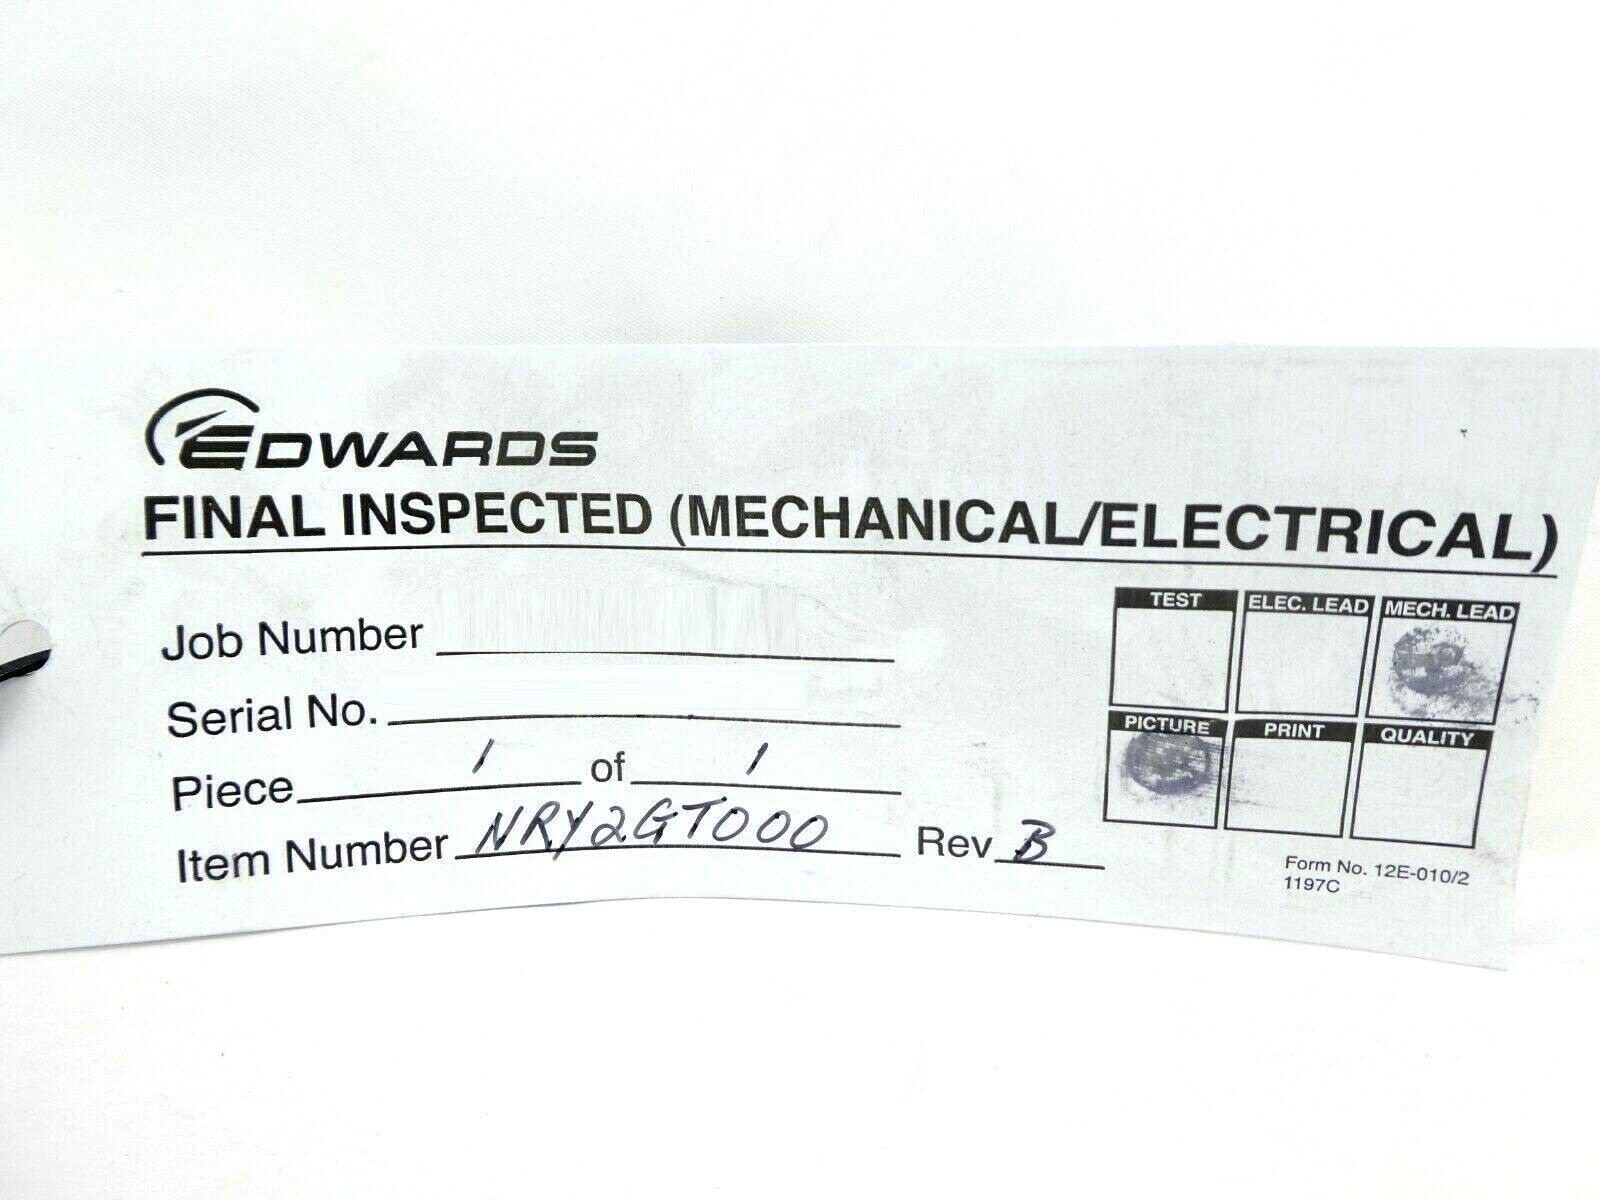 EDWARDS
FINAL INSPECTED (MECHANICAL/ELECTRICAL)
Job Number
Serial No.
Piece 1 of 1
Item Number NRY2GT000 Rev B
TEST ELEC. LEAD MECH. LEAD
PICTURE PRINT QUALITY
Form No. 12E-010/2
1197C